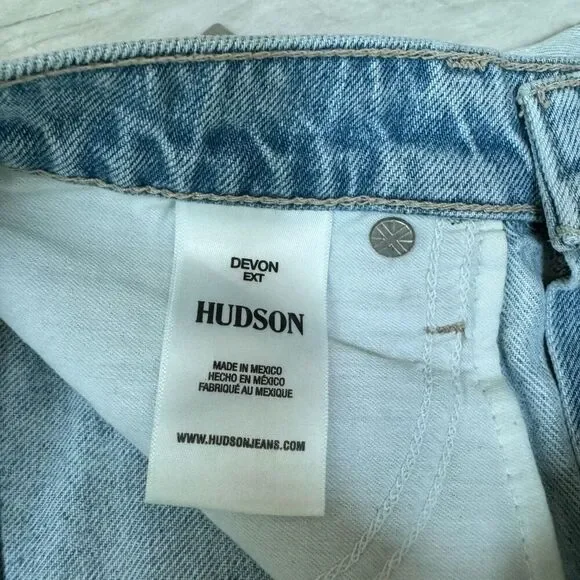 DEVON
EXT
HUDSON
MADE IN MEXICO
HECHO EN MÉXICO
FABRIQUÉ AU MEXIQUE
WWW.HUDSONJEANS.COM